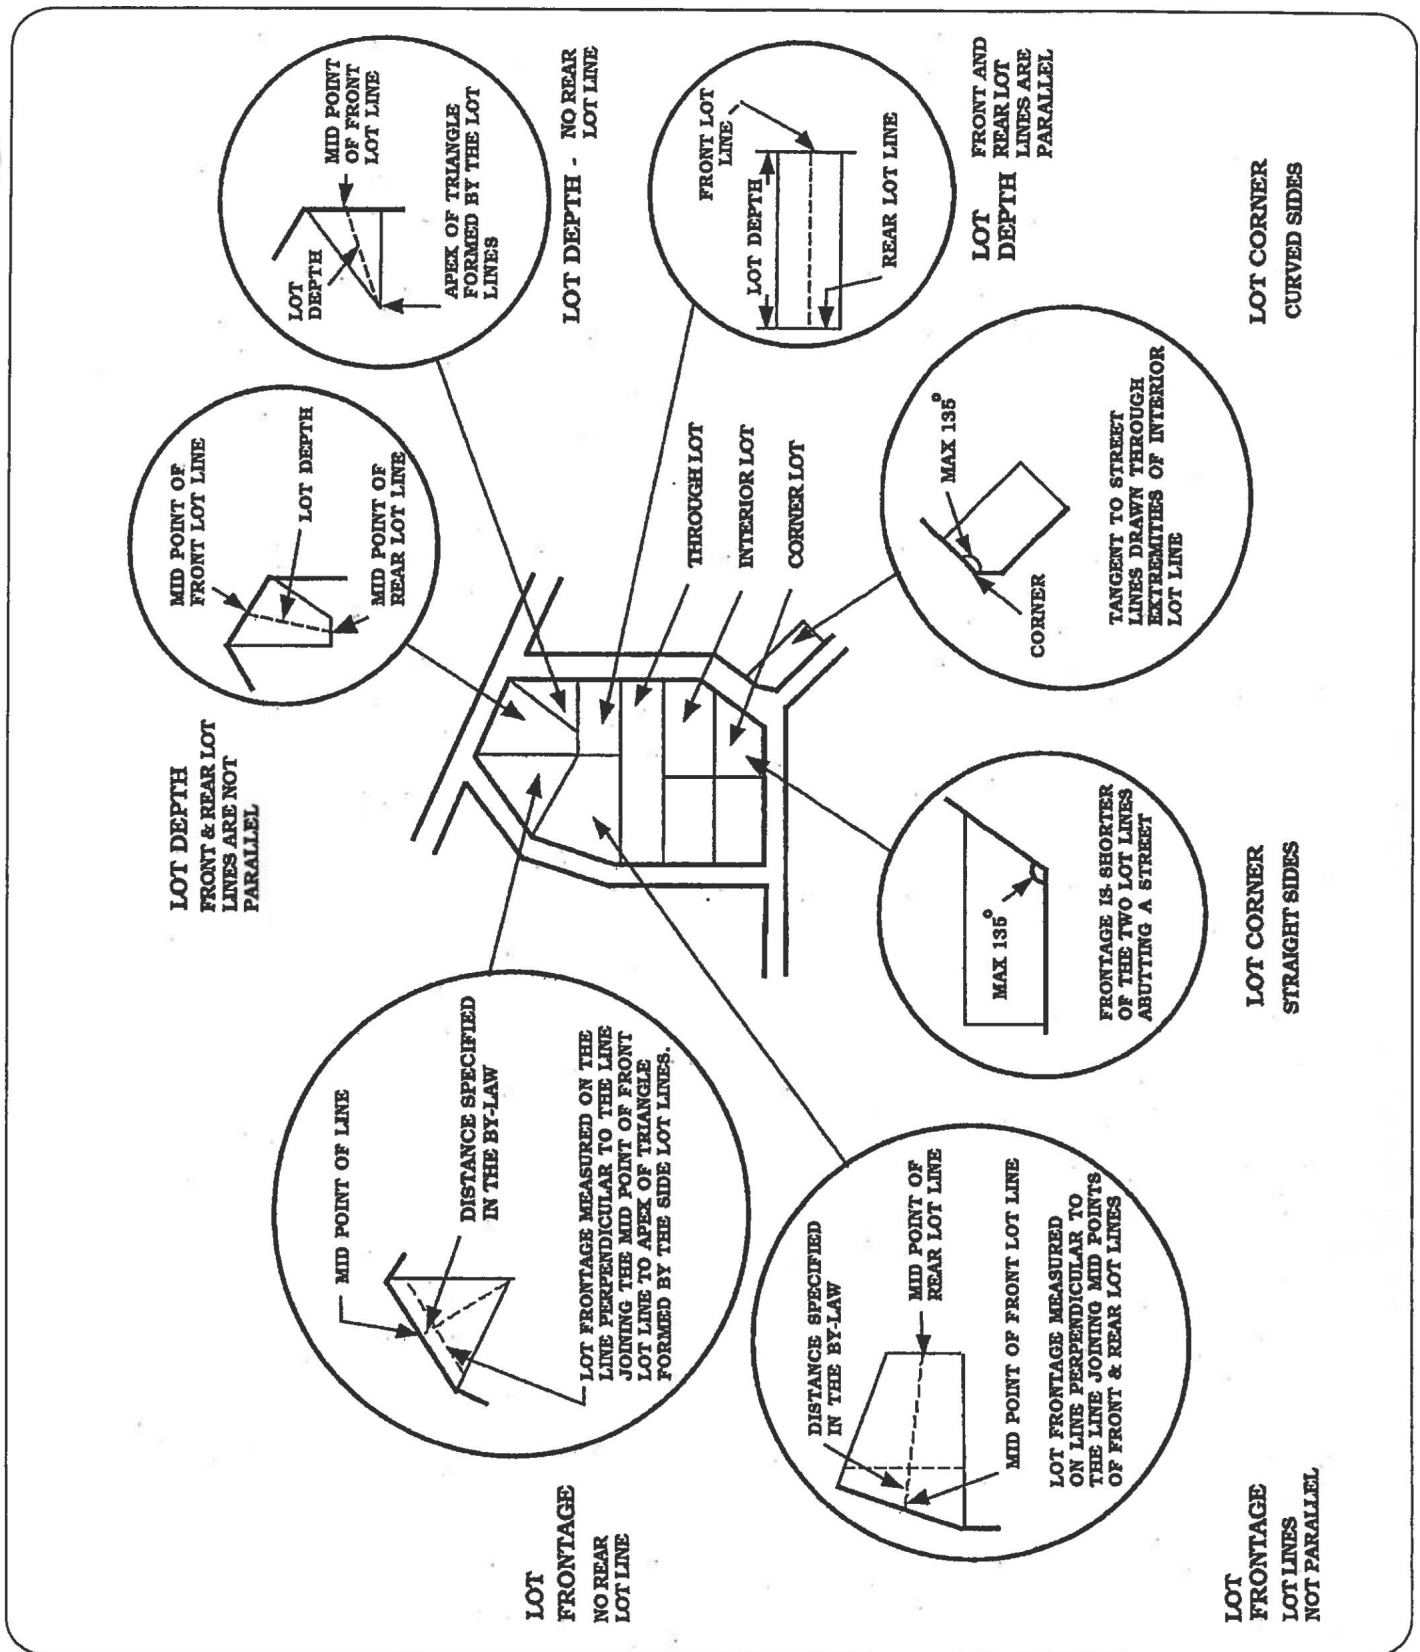 LOT DEPTH
FRONT & REAR LOT
LINES ARE NOT
PARALLEL
MID POINT OF
FRONT LOT LINE
LOT DEPTH
MID POINT OF
REAR LOT LINE
MID POINT
OF FRONT
LOT LINE
LOT
DEPTH
APEX OF TRIANGLE
FORMED BY THE LOT
LINES
LOT DEPTH - NO REAR
LOT LINE
MID POINT OF LINE
DISTANCE SPECIFIED
IN THE BY-LAW
LOT FRONTAGE MEASURED ON THE
LINE PERPENDICULAR TO THE LINE
JOINING THE MID POINT OF FRONT
LOT LINE TO APEX OF TRIANGLE
FORMED BY THE SIDE LOT LINES.
LOT
FRONTAGE
NO REAR
LOT LINE
THROUGH LOT
INTERIOR LOT
CORNER LOT
FRONT LOT
LINE
LOT DEPTH
REAR LOT LINE
LOT
DEPTH
FRONT AND
REAR LOT
LINES ARE
PARALLEL
DISTANCE SPECIFIED
IN THE BY-LAW
MID POINT OF
REAR LOT LINE
MID POINT OF FRONT LOT LINE
LOT FRONTAGE MEASURED
ON LINE PERPENDICULAR TO
THE LINE JOINING MID POINTS
OF FRONT & REAR LOT LINES
LOT
FRONTAGE
LOT LINES
NOT PARALLEL
MAX 135°
FRONTAGE IS SHORTER
OF THE TWO LOT LINES
ABUTTING A STREET
LOT CORNER
STRAIGHT SIDES
MAX 135°
CORNER
TANGENT TO STREET
LINES DRAWN THROUGH
EXTREMITIES OF INTERIOR
LOT LINE
LOT CORNER
CURVED SIDES